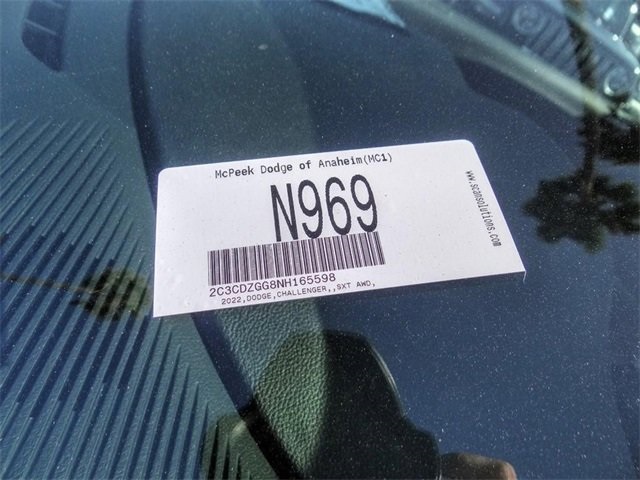 McPeek Dodge of Anaheim(MC1)
N969
2C3CDZGG8NH165598
2022,DODGE,CHALLENGER,,SXT AWD,
www.scansolutions.com